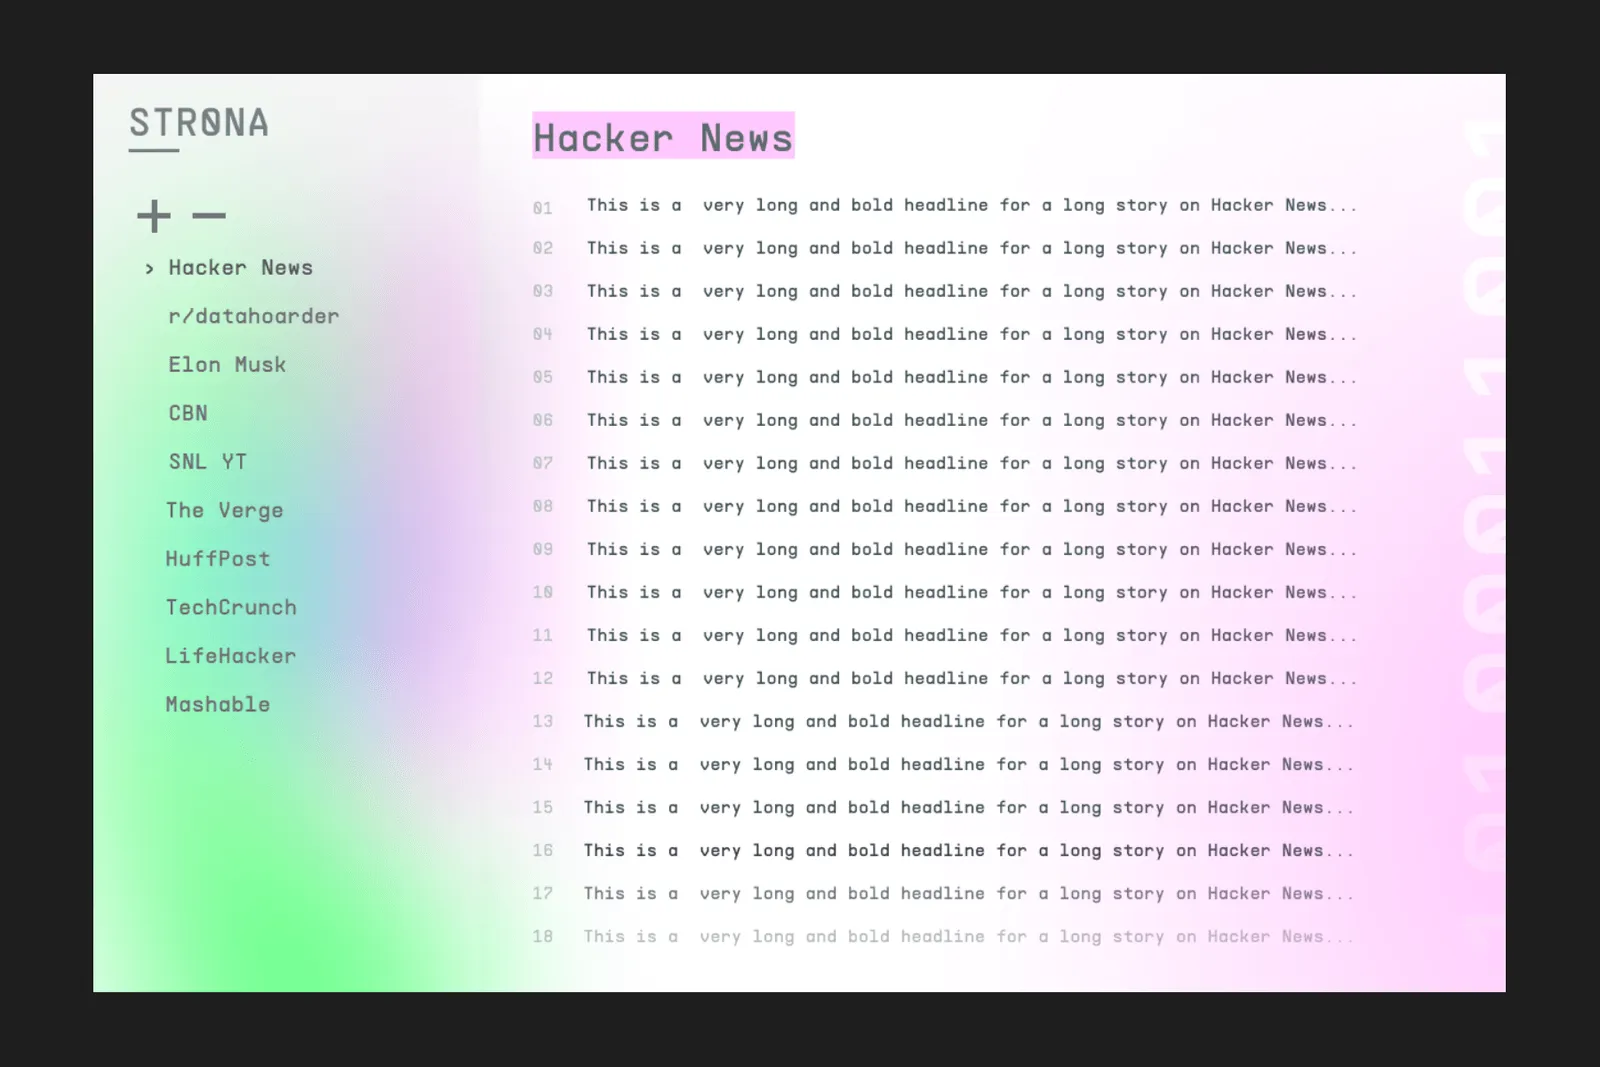 STR0NA
+ −
› Hacker News
r/datahoarder
Elon Musk
CBN
SNL YT
The Verge
HuffPost
TechCrunch
LifeHacker
Mashable
Hacker News
01 This is a very long and bold headline for a long story on Hacker News...
02 This is a very long and bold headline for a long story on Hacker News...
03 This is a very long and bold headline for a long story on Hacker News...
04 This is a very long and bold headline for a long story on Hacker News...
05 This is a very long and bold headline for a long story on Hacker News...
06 This is a very long and bold headline for a long story on Hacker News...
07 This is a very long and bold headline for a long story on Hacker News...
08 This is a very long and bold headline for a long story on Hacker News...
09 This is a very long and bold headline for a long story on Hacker News...
10 This is a very long and bold headline for a long story on Hacker News...
11 This is a very long and bold headline for a long story on Hacker News...
12 This is a very long and bold headline for a long story on Hacker News...
13 This is a very long and bold headline for a long story on Hacker News...
14 This is a very long and bold headline for a long story on Hacker News...
15 This is a very long and bold headline for a long story on Hacker News...
16 This is a very long and bold headline for a long story on Hacker News...
17 This is a very long and bold headline for a long story on Hacker News...
18 This is a very long and bold headline for a long story on Hacker News...